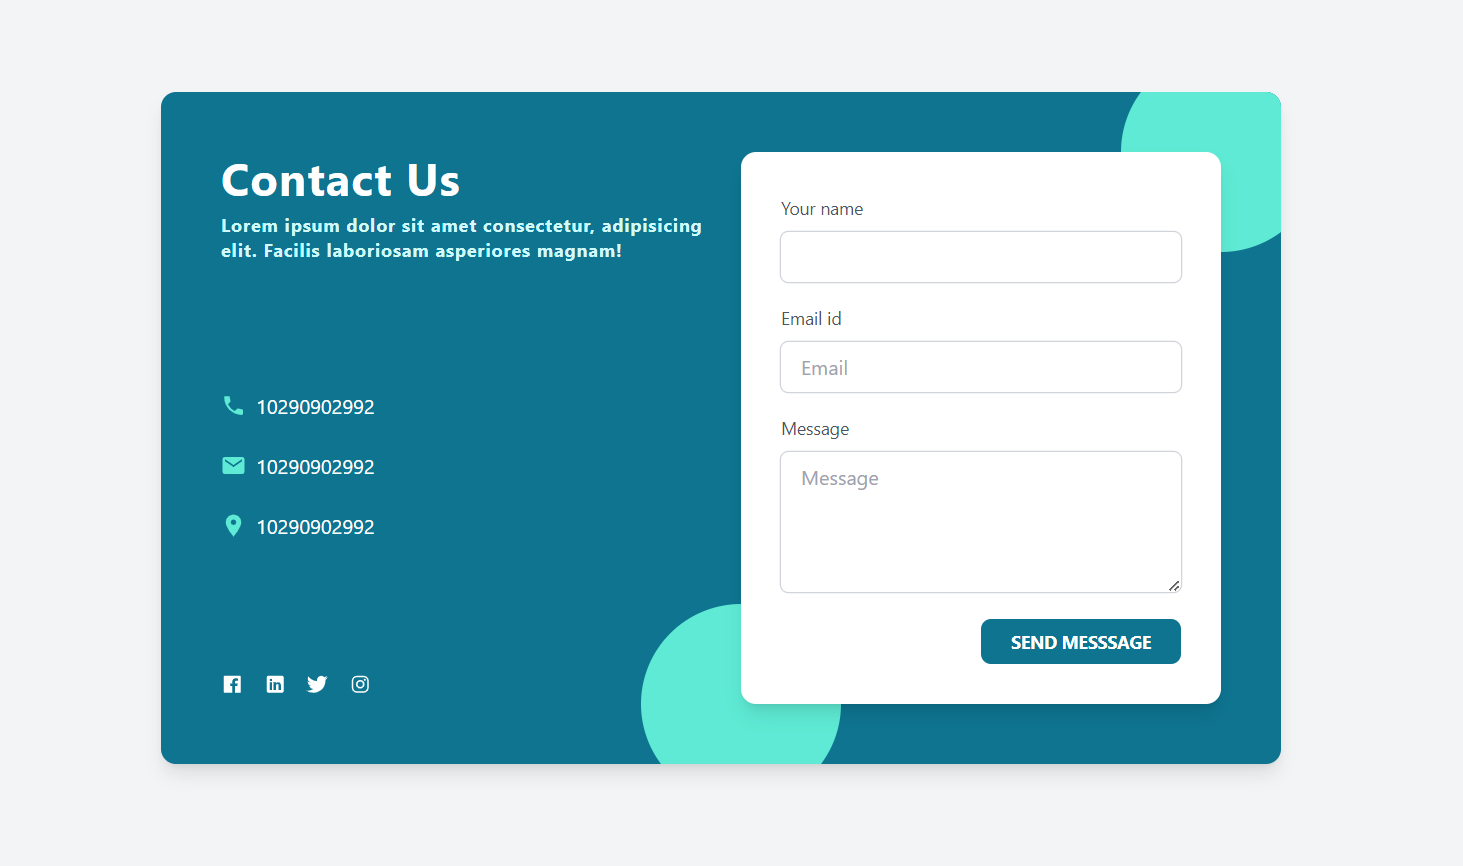 Contact Us
Lorem ipsum dolor sit amet consectetur, adipisicing
elit. Facilis laboriosam asperiores magnam!
10290902992
10290902992
10290902992
Your name
Email id
Email
Message
Message
SEND MESSSAGE